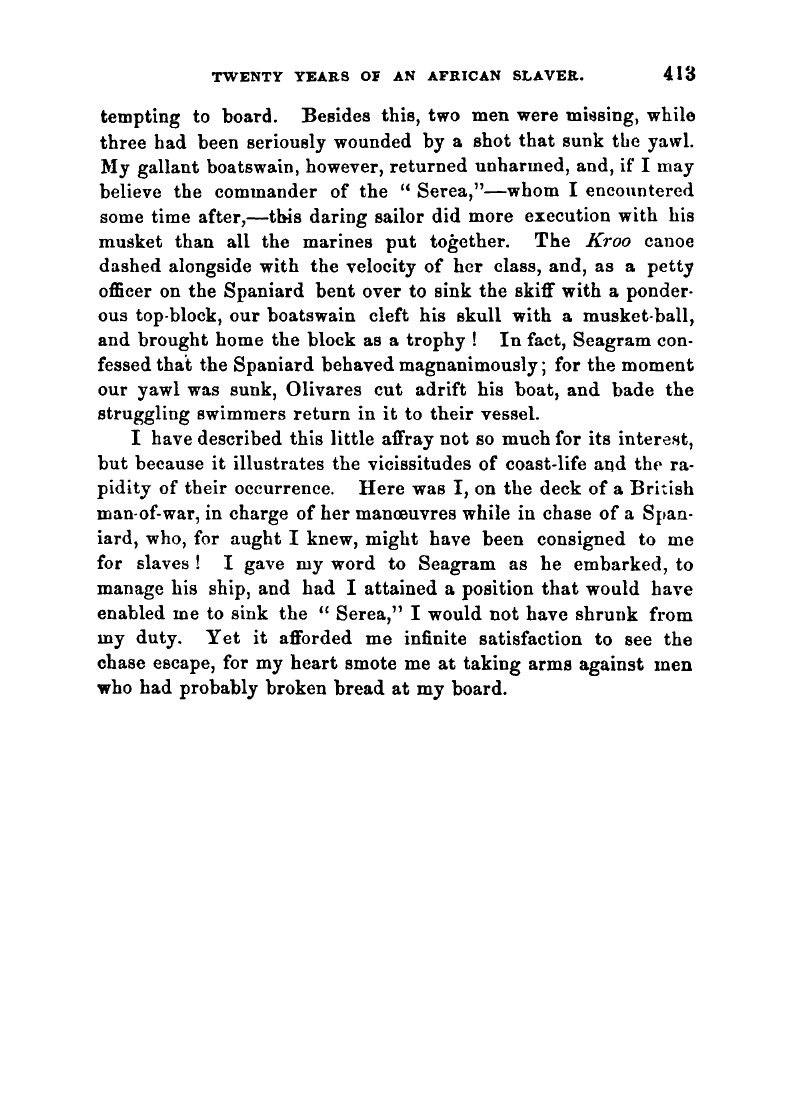 TWENTY YEARS OF AN AFRICAN SLAVER. 413
tempting to board. Besides this, two men were missing, while
three had been seriously wounded by a shot that sunk the yawl.
My gallant boatswain, however, returned unharmed, and, if I may
believe the commander of the “ Serea,”—whom I encountered
some time after,—this daring sailor did more execution with his
musket than all the marines put together. The Kroo canoe
dashed alongside with the velocity of her class, and, as a petty
officer on the Spaniard bent over to sink the skiff with a ponder-
ous top-block, our boatswain cleft his skull with a musket-ball,
and brought home the block as a trophy ! In fact, Seagram con-
fessed that the Spaniard behaved magnanimously ; for the moment
our yawl was sunk, Olivares cut adrift his boat, and bade the
struggling swimmers return in it to their vessel.
I have described this little affray not so much for its interest,
but because it illustrates the vicissitudes of coast-life and the ra-
pidity of their occurrence. Here was I, on the deck of a British
man-of-war, in charge of her manœuvres while in chase of a Span-
iard, who, for aught I knew, might have been consigned to me
for slaves ! I gave my word to Seagram as he embarked, to
manage his ship, and had I attained a position that would have
enabled me to sink the “ Serea,” I would not have shrunk from
my duty. Yet it afforded me infinite satisfaction to see the
chase escape, for my heart smote me at taking arms against men
who had probably broken bread at my board.